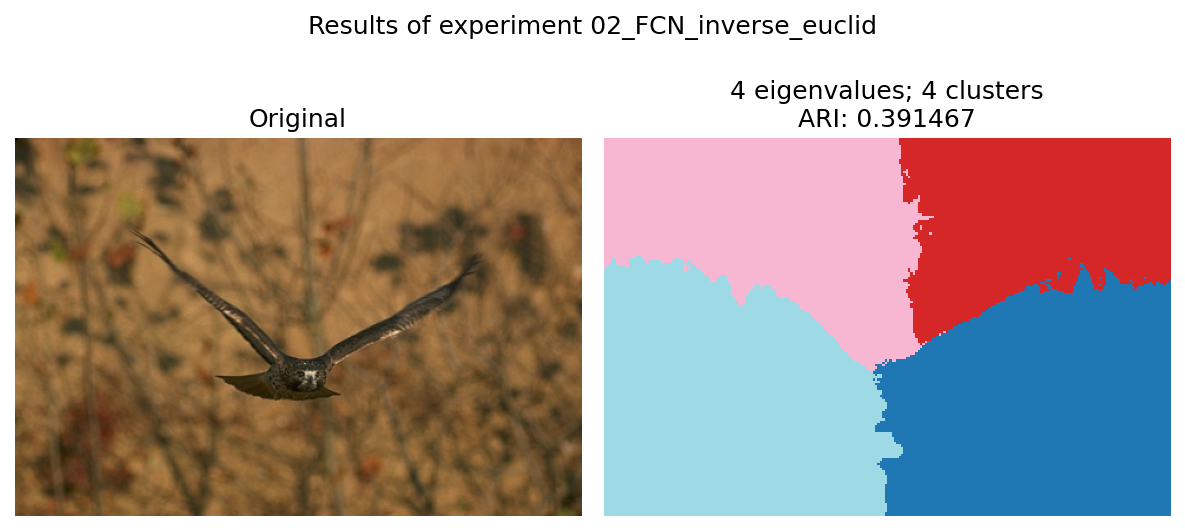 Results of experiment 02_FCN_inverse_euclid
Original
4 eigenvalues; 4 clusters
ARI: 0.391467